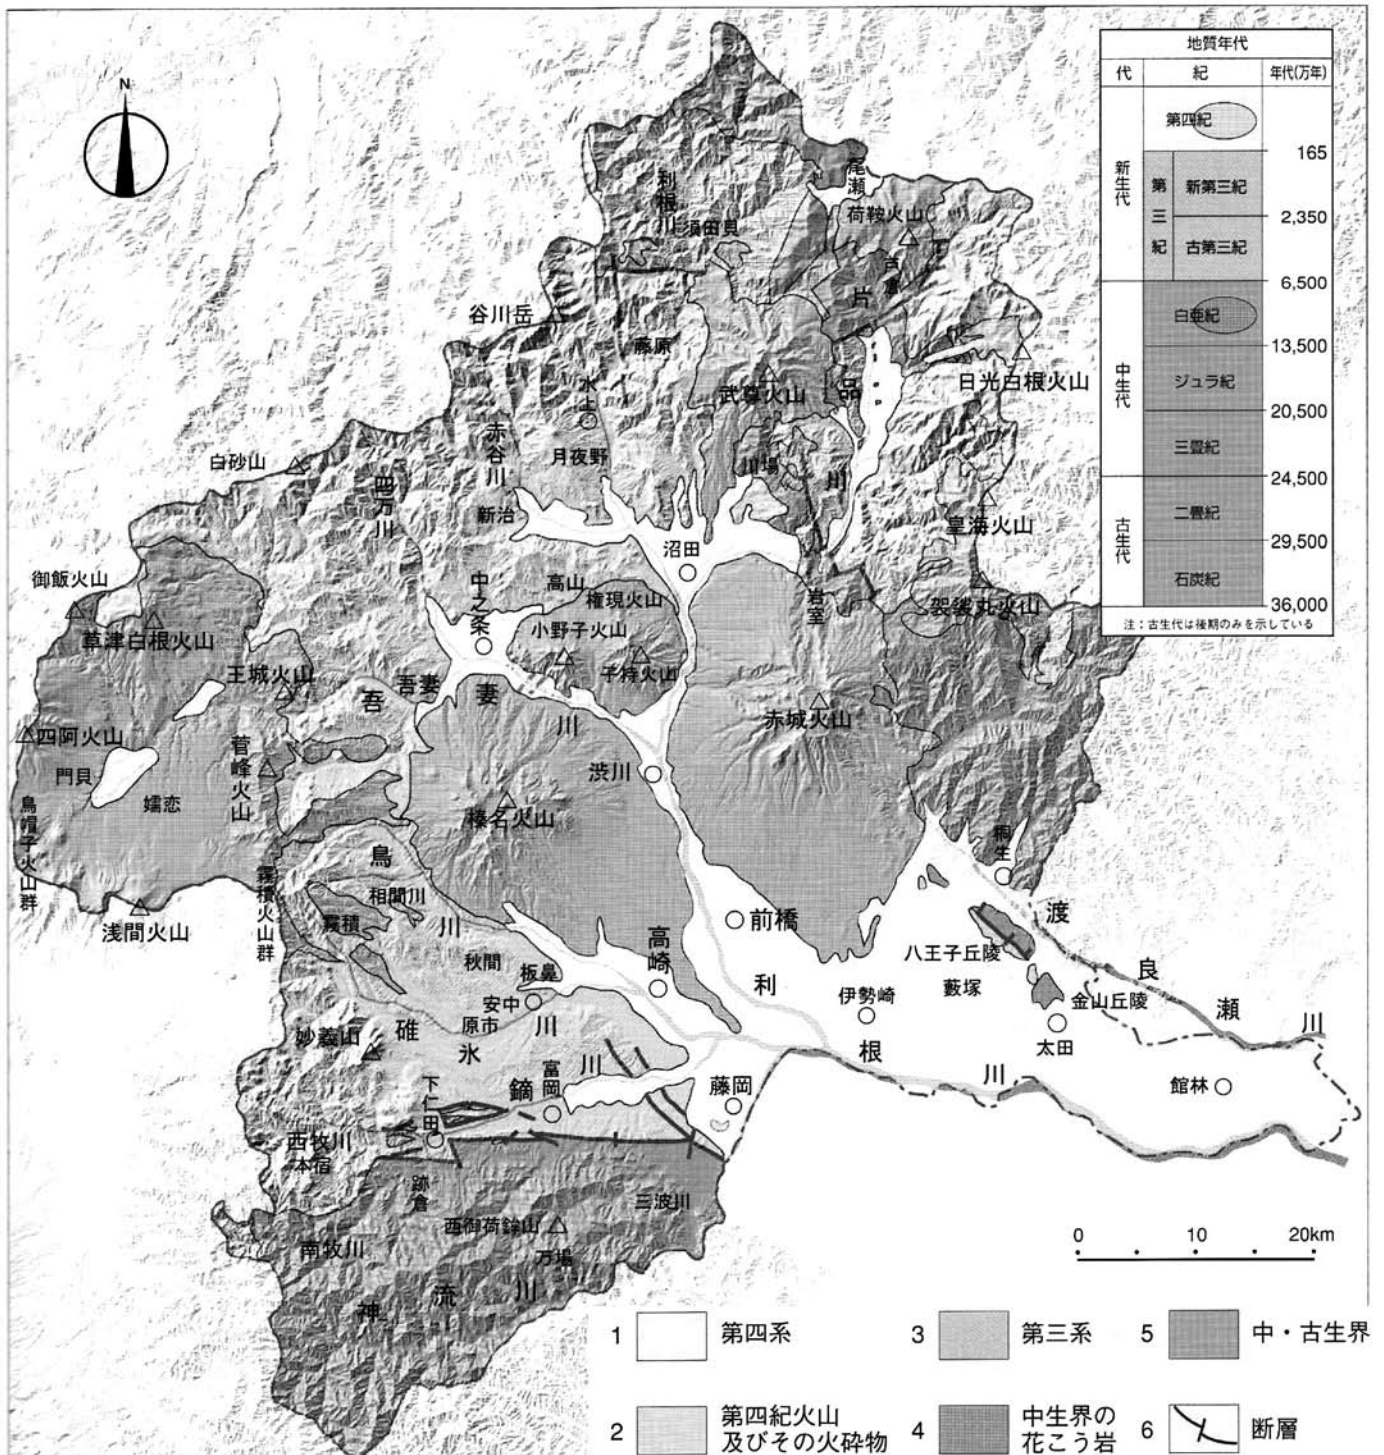 地質年代
代 紀 年代(万年)
新生代
第四紀
165
第三紀
新第三紀
2,350
古第三紀
6,500
中生代
白亜紀
13,500
ジュラ紀
20,500
三畳紀
24,500
古生代
二畳紀
29,500
石炭紀
36,000
注：古生代は後期のみを示している
N
尾瀬
利根川
須田貝
荷鞍火山
戸倉
片品川
谷川岳
藤原
水上
武尊火山
日光白根火山
赤谷川
月夜野
白砂山
四万川
川場
新治
皇海火山
沼田
御飯火山
中之条
高山
権現火山
岩室
袈裟丸火山
草津白根火山
小野子火山
王城火山
子持火山
吾妻
吾妻川
赤城火山
四阿火山
菅峰火山
門貝
渋川
嬬恋
榛名火山
烏帽子火山群
桐生
烏川
霧積火山群
相間川
浅間火山
霧積
前橋
渡良瀬川
高崎
秋間
板鼻
八王子丘陵
藪塚
利根川
安中
伊勢崎
金山丘陵
原市
碓氷川
妙義山
太田
富岡
鏑川
下仁田
藤岡
館林
西牧川
本宿
跡倉
三波川
西御荷鉾山
南牧川
万場
神流川
0 10 20km
1 第四系
3 第三系
5 中・古生界
2 第四紀火山
及びその火砕物
4 中生界の
花こう岩
6 断層